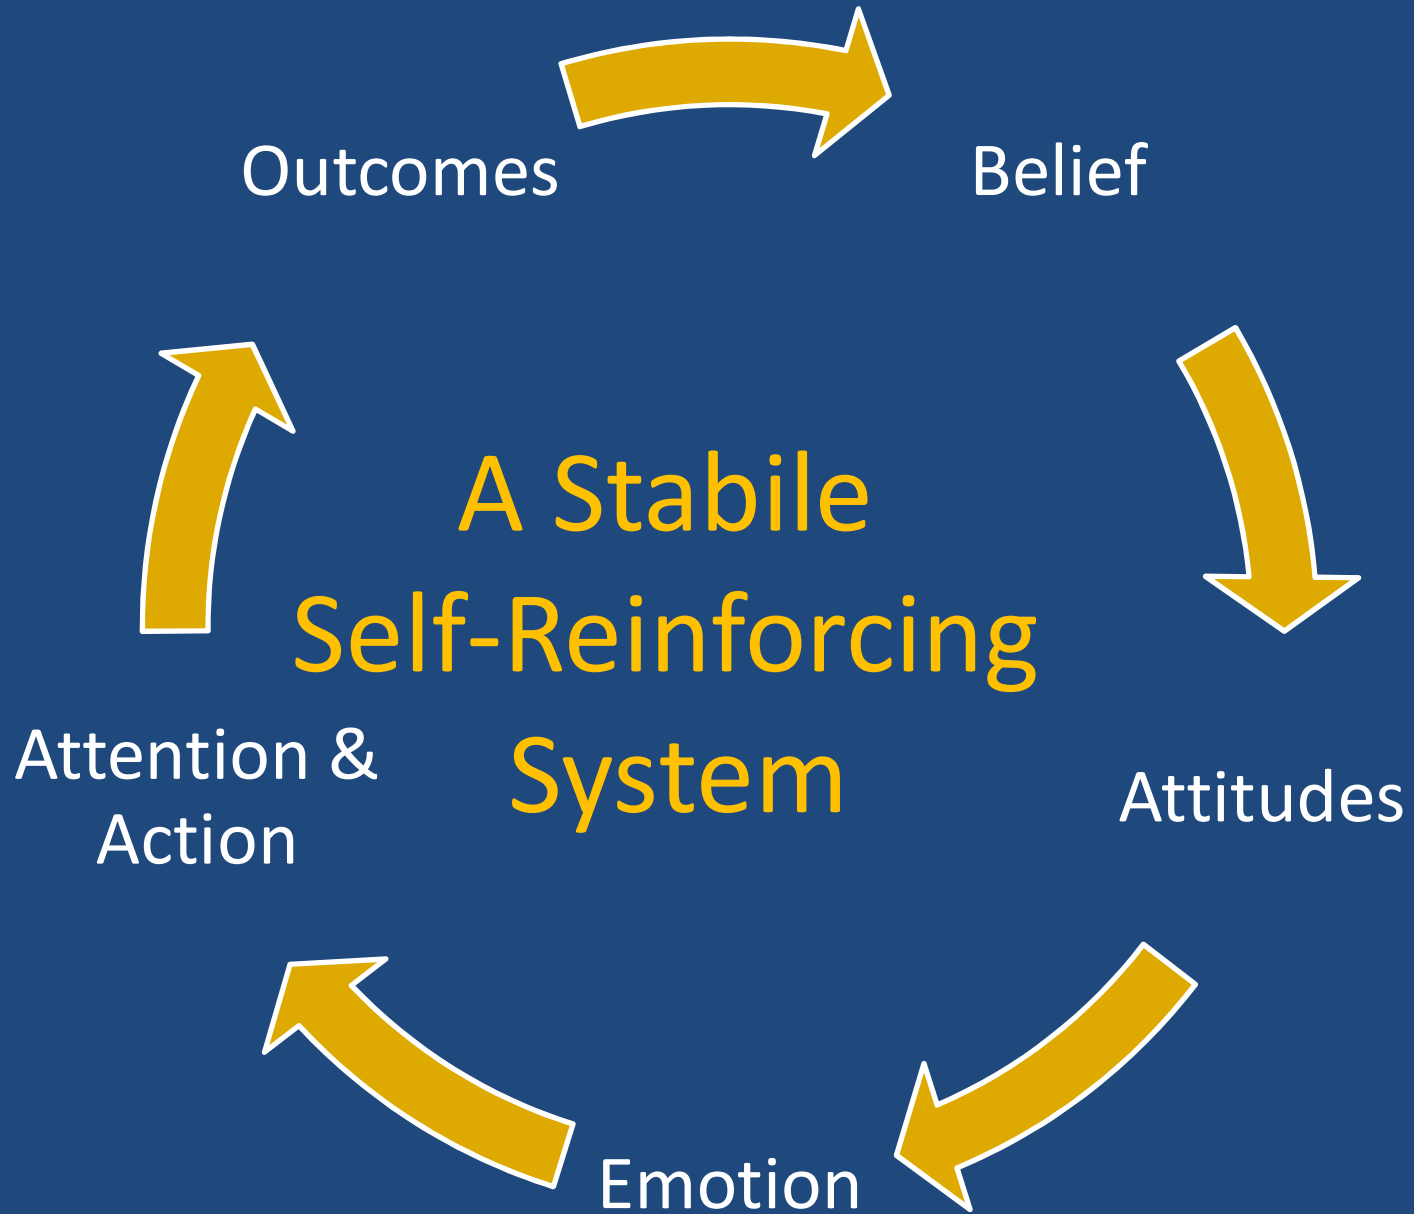 Outcomes
Belief
A Stabile
Self-Reinforcing
System
Attention &
Action
Attitudes
Emotion